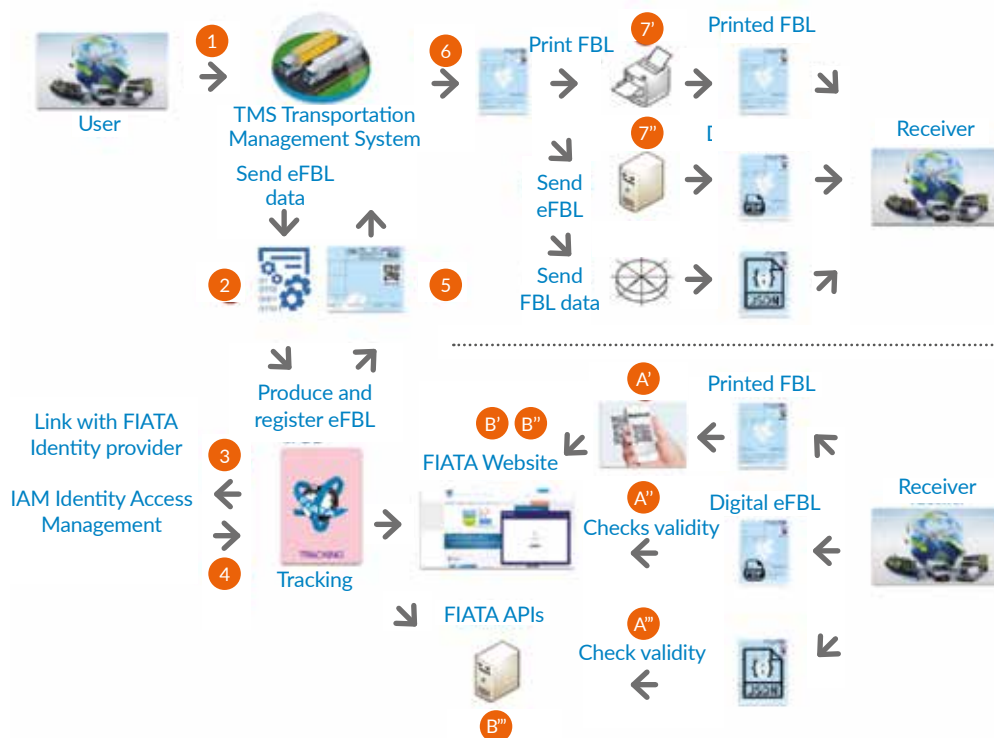 1
User
TMS Transportation
Management System
6
Print FBL
7'
Printed FBL
7''
Send
eFBL
Receiver
PDF
Send
FBL data
{;}
JSON
Send eFBL
data
2
5
Produce and
register eFBL
Link with FIATA
Identity provider
3
IAM Identity Access
Management
4
TRACKING
Tracking
B' B''
FIATA Website
A'
Printed FBL
A''
Checks validity
Digital eFBL
PDF
Receiver
FIATA APIs
B'''
A'''
Check validity
{;}
JSON